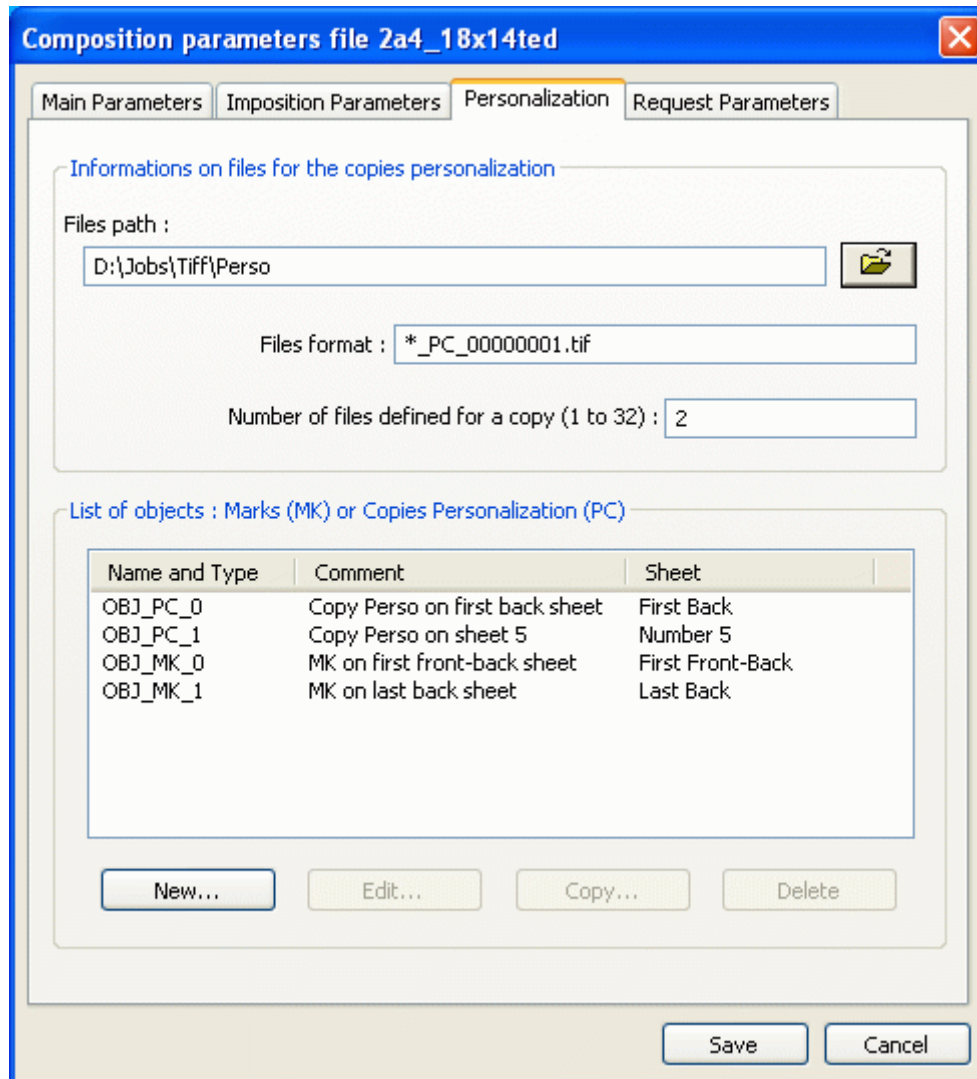 Composition parameters file 2a4_18x14ted
Main Parameters Imposition Parameters Personalization Request Parameters
Informations on files for the copies personalization
Files path :
D:\Jobs\Tiff\Perso
Files format : *_PC_00000001.tif
Number of files defined for a copy (1 to 32) : 2
List of objects : Marks (MK) or Copies Personalization (PC)
Name and Type Comment Sheet
OBJ_PC_0 Copy Perso on first back sheet First Back
OBJ_PC_1 Copy Perso on sheet 5 Number 5
OBJ_MK_0 MK on first front-back sheet First Front-Back
OBJ_MK_1 MK on last back sheet Last Back
New... Edit... Copy... Delete
Save Cancel